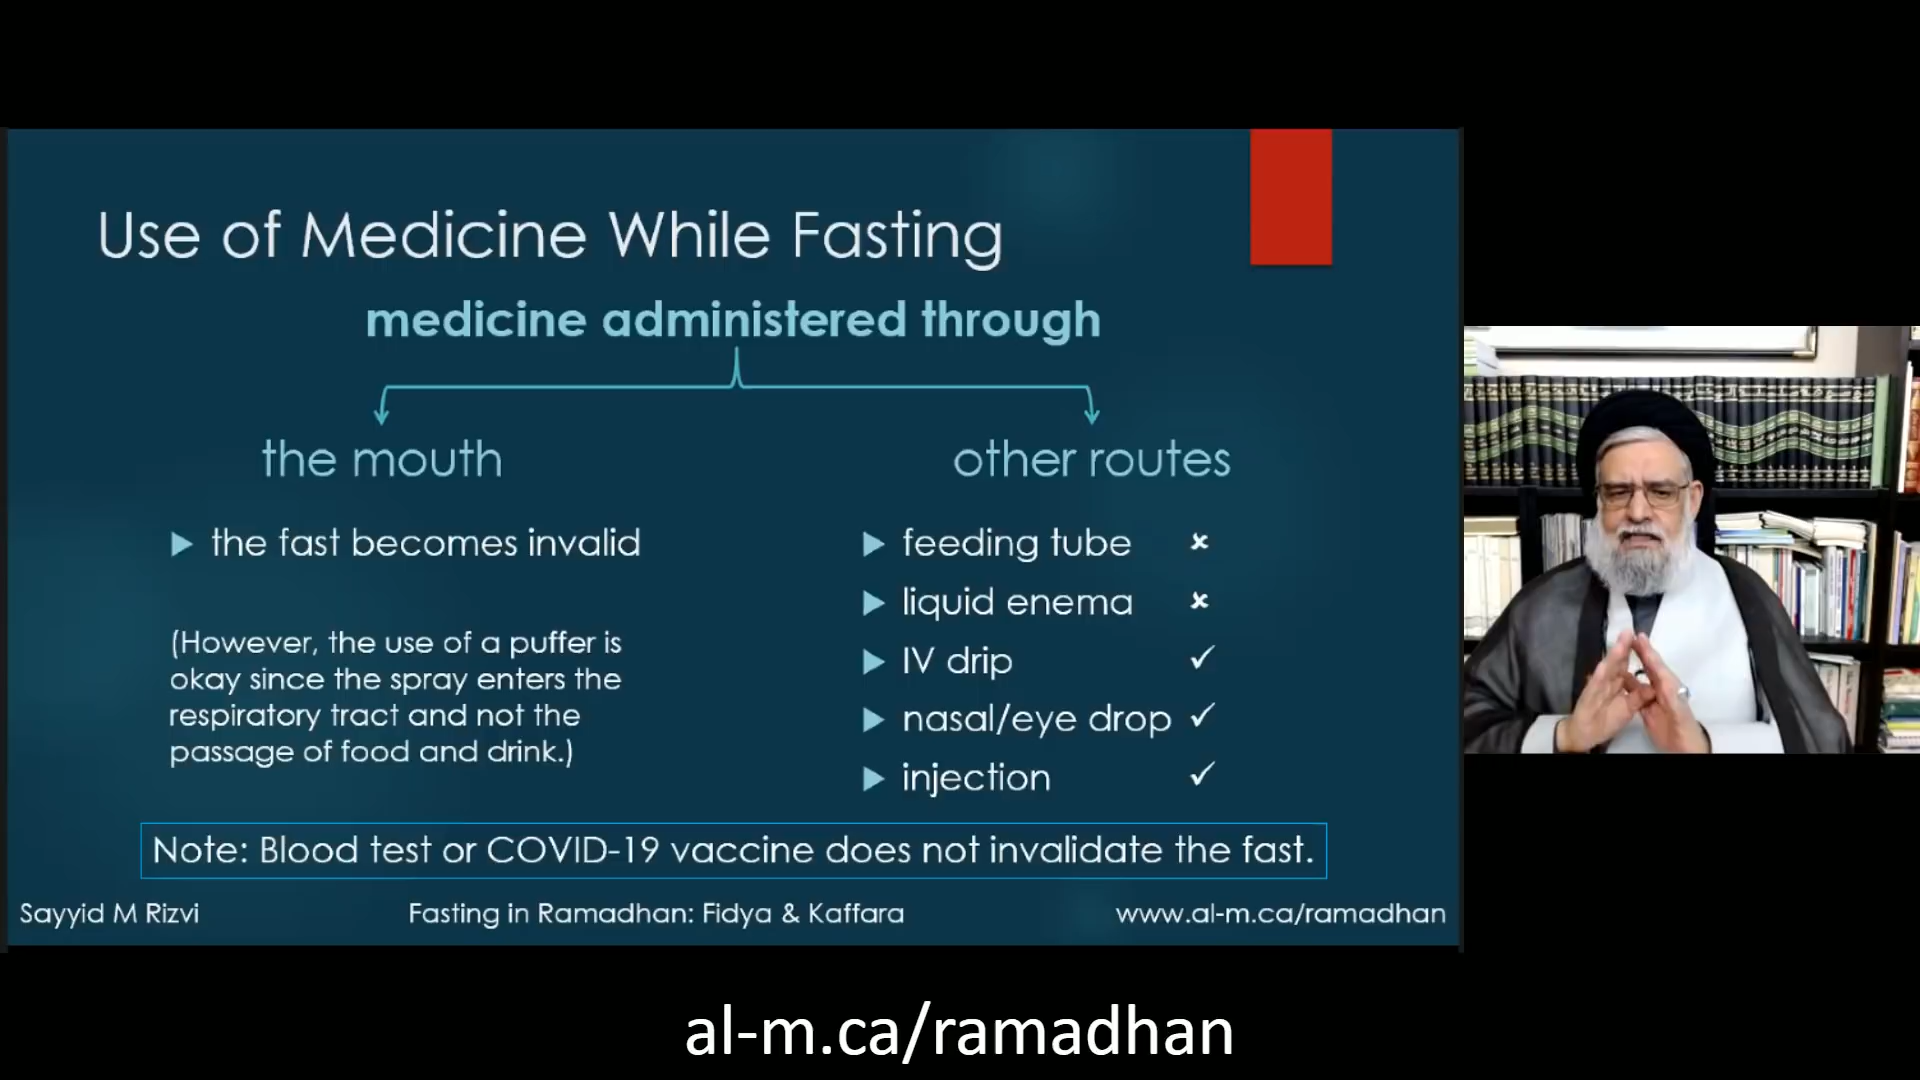 Use of Medicine While Fasting
medicine administered through
the mouth
▶ the fast becomes invalid
(However, the use of a puffer is
okay since the spray enters the
respiratory tract and not the
passage of food and drink.)
other routes
▶ feeding tube ✗
▶ liquid enema ✗
▶ IV drip ✓
▶ nasal/eye drop ✓
▶ injection ✓
Note: Blood test or COVID-19 vaccine does not invalidate the fast.
Sayyid M Rizvi
Fasting in Ramadhan: Fidya & Kaffara
www.al-m.ca/ramadhan
al-m.ca/ramadhan